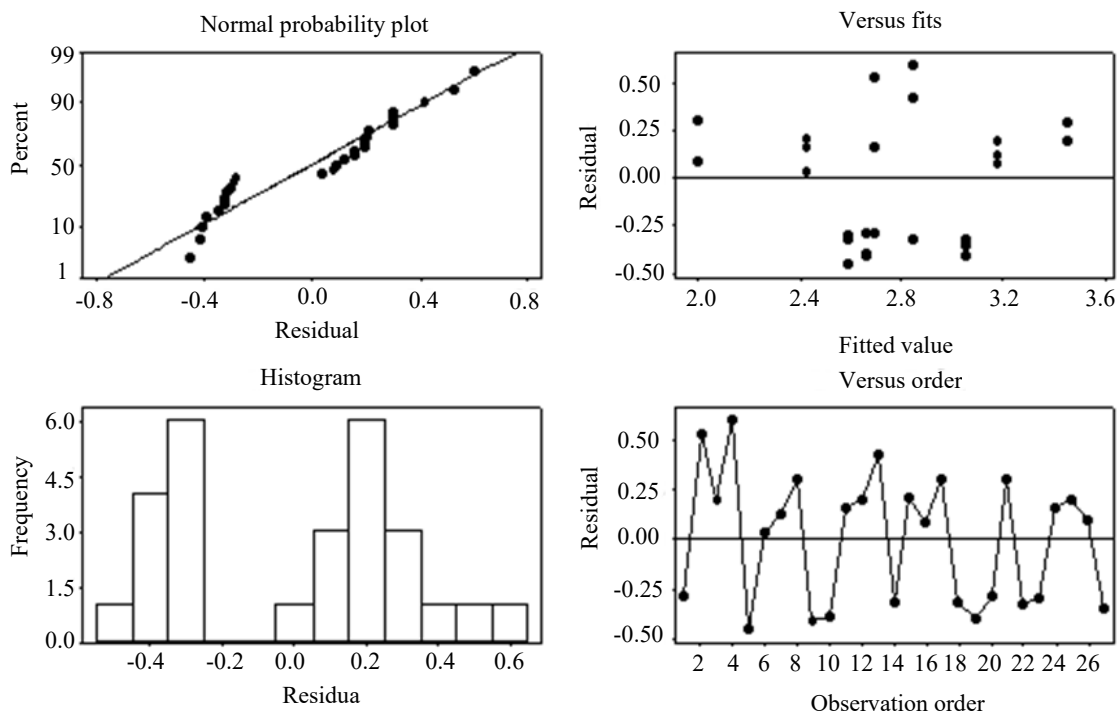 Normal probability plot
99
90
50
10
1
Percent
-0.8 -0.4 0.0 0.4 0.8
Residual
Versus fits
0.50
0.25
0.00
-0.25
-0.50
Residual
2.0 2.4 2.8 3.2 3.6
Fitted value
Histogram
6.0
4.5
3.0
1.5
0.0
Frequency
-0.4 -0.2 0.0 0.2 0.4 0.6
Residua
Versus order
0.50
0.25
0.00
-0.25
-0.50
Residual
2 4 6 8 10 12 14 16 18 20 22 24 26
Observation order